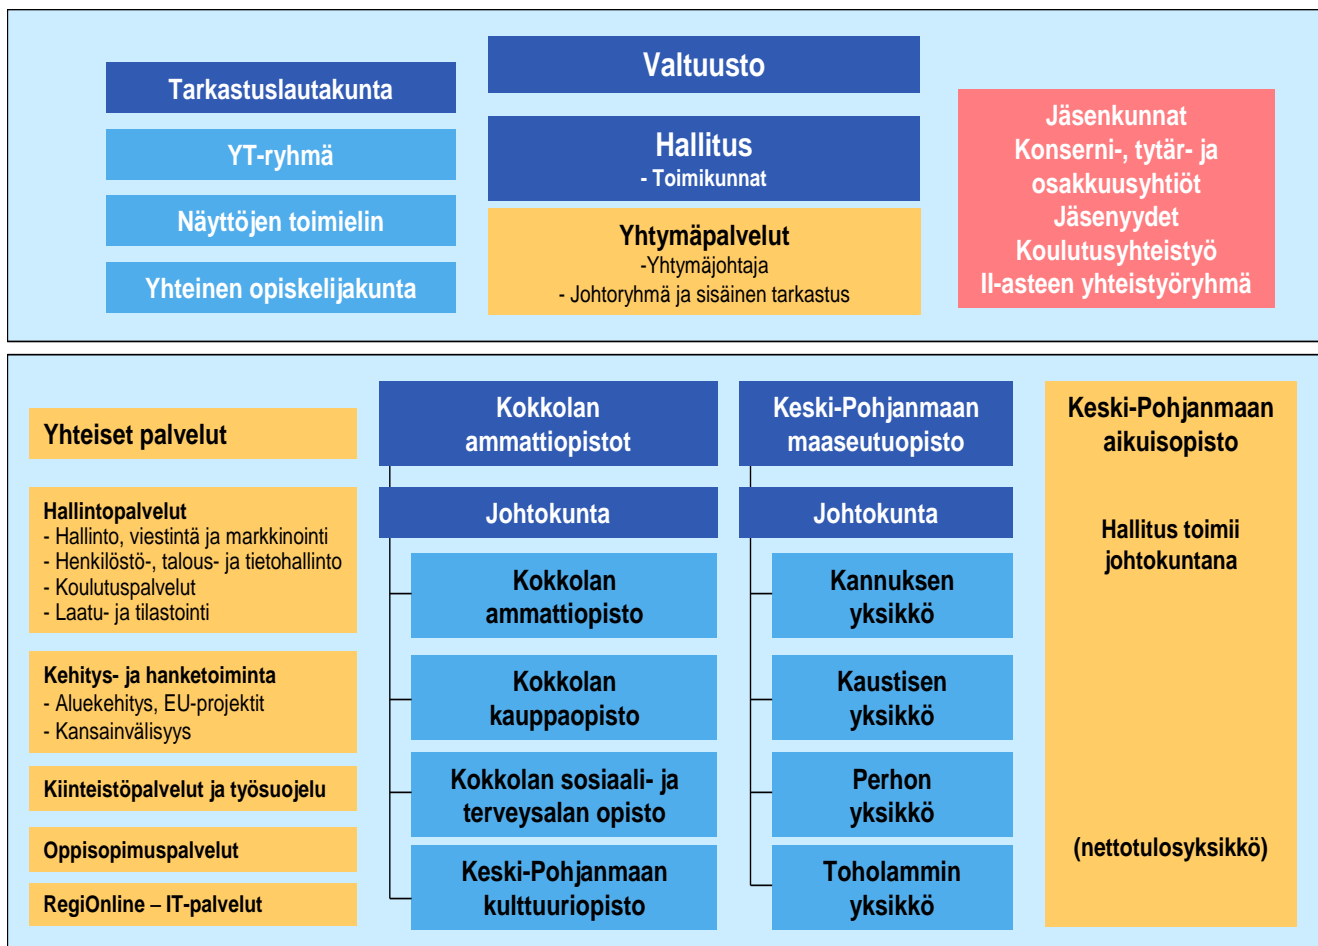 Tarkastuslautakunta
YT-ryhmä
Näyttöjen toimielin
Yhteinen opiskelijakunta
Valtuusto
Hallitus
- Toimikunnat
Yhtymäpalvelut
-Yhtymäjohtaja
- Johtoryhmä ja sisäinen tarkastus
Jäsenkunnat
Konserni-, tytär- ja
osakkuusyhtiöt
Jäsenyydet
Koulutusyhteistyö
II-asteen yhteistyöryhmä
Yhteiset palvelut
Hallintopalvelut
- Hallinto, viestintä ja markkinointi
- Henkilöstö-, talous- ja tietohallinto
- Koulutuspalvelut
- Laatu- ja tilastointi
Kehitys- ja hanketoiminta
- Aluekehitys, EU-projektit
- Kansainvälisyys
Kiinteistöpalvelut ja työsuojelu
Oppisopimuspalvelut
RegiOnline – IT-palvelut
Kokkolan
ammattiopistot
Johtokunta
Kokkolan
ammattiopisto
Kokkolan
kauppaopisto
Kokkolan sosiaali- ja
terveysalan opisto
Keski-Pohjanmaan
kulttuuriopisto
Keski-Pohjanmaan
maaseutuopisto
Johtokunta
Kannuksen
yksikkö
Kaustisen
yksikkö
Perhon
yksikkö
Toholammin
yksikkö
Keski-Pohjanmaan
aikuisopisto
Hallitus toimii
johtokuntana
(nettotulosyksikkö)